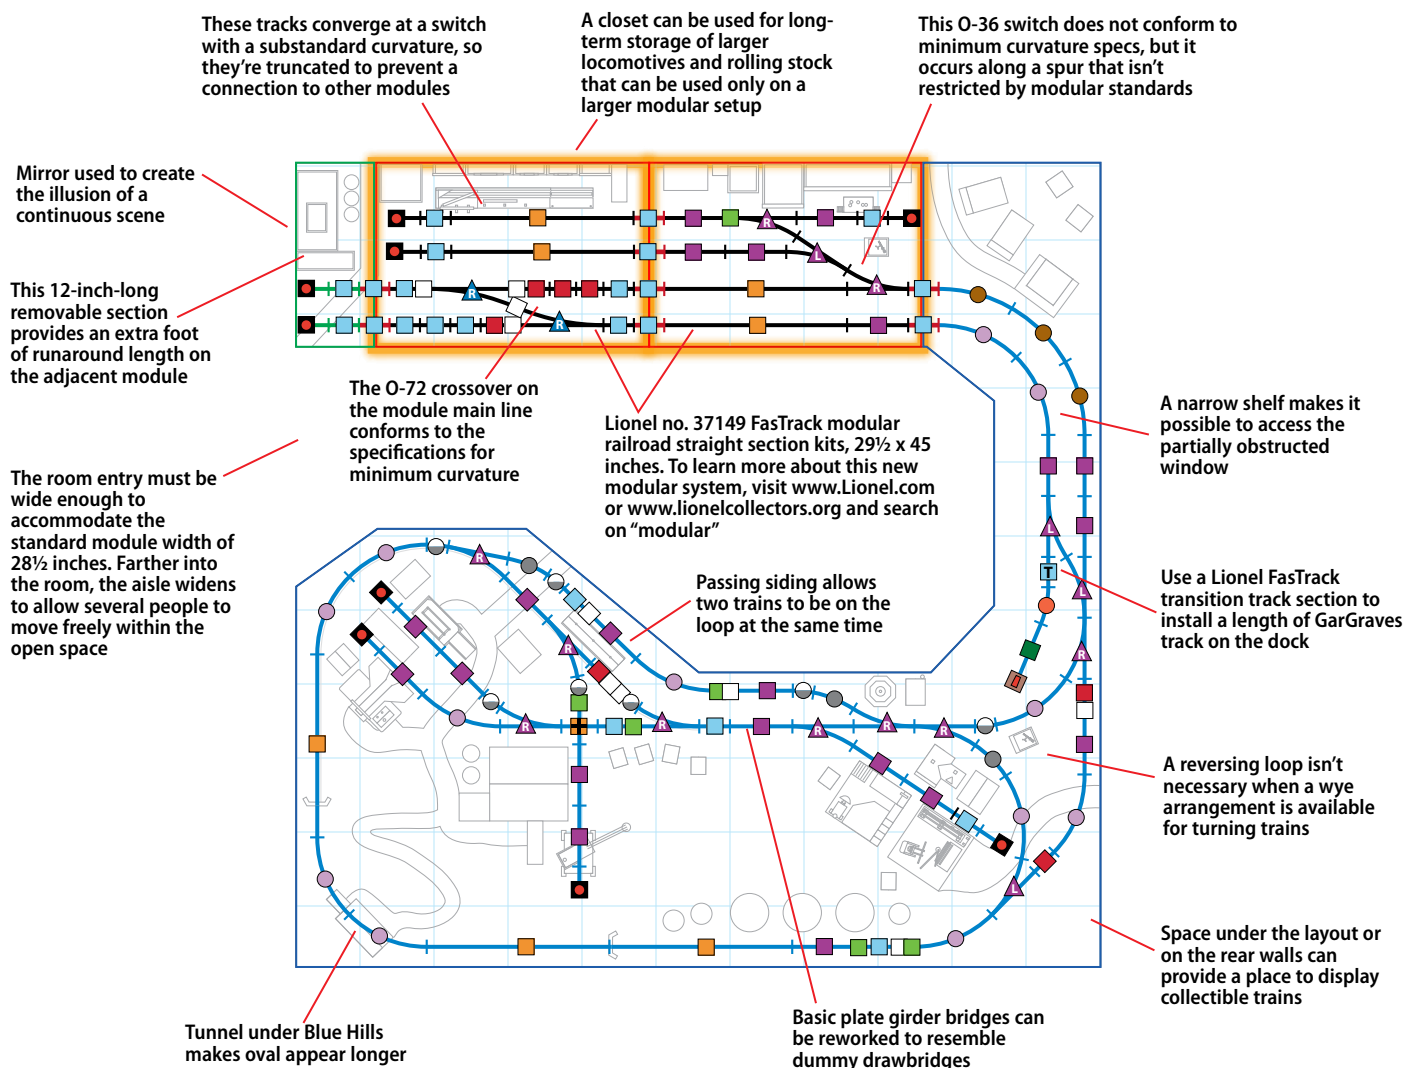 These tracks converge at a switch
with a substandard curvature, so
they're truncated to prevent a
connection to other modules
A closet can be used for long-
term storage of larger
locomotives and rolling stock
that can be used only on a
larger modular setup
This O-36 switch does not conform to
minimum curvature specs, but it
occurs along a spur that isn't
restricted by modular standards
Mirror used to create
the illusion of a
continuous scene
This 12-inch-long
removable section
provides an extra foot
of runaround length on
the adjacent module
The room entry must be
wide enough to
accommodate the
standard module width of
28½ inches. Farther into
the room, the aisle widens
to allow several people to
move freely within the
open space
The O-72 crossover on
the module main line
conforms to the
specifications for
minimum curvature
Lionel no. 37149 FasTrack modular
railroad straight section kits, 29½ x 45
inches. To learn more about this new
modular system, visit www.Lionel.com
or www.lionelcollectors.org and search
on “modular”
A narrow shelf makes it
possible to access the
partially obstructed
window
Passing siding allows
two trains to be on the
loop at the same time
Use a Lionel FasTrack
transition track section to
install a length of GarGraves
track on the dock
A reversing loop isn't
necessary when a wye
arrangement is available
for turning trains
Space under the layout or
on the rear walls can
provide a place to display
collectible trains
Tunnel under Blue Hills
makes oval appear longer
Basic plate girder bridges can
be reworked to resemble
dummy drawbridges
R
L
R
R
R
L
T
L
R
R
R
R
R
R
R
R
L